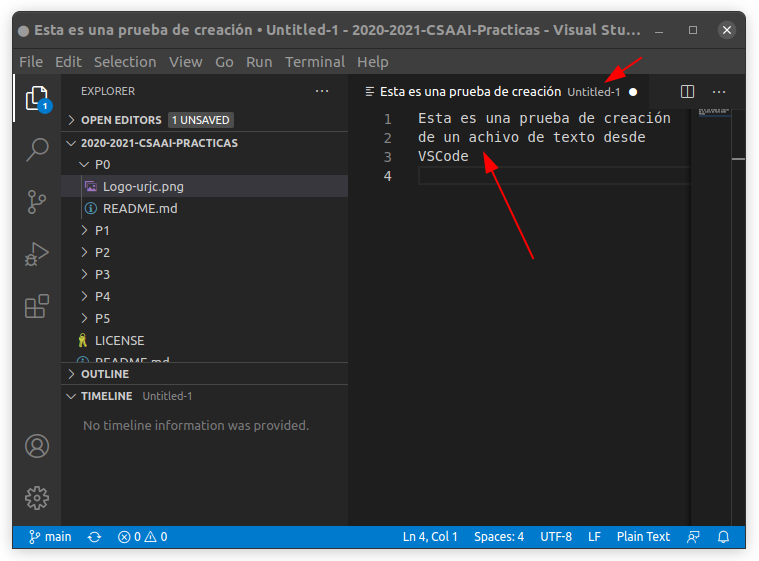 Esta es una prueba de creación • Untitled-1 - 2020-2021-CSAAI-Practicas - Visual Stu...
File Edit Selection View Go Run Terminal Help
1
EXPLORER ...
OPEN EDITORS 1 UNSAVED
2020-2021-CSAAI-PRACTICAS
P0
Logo-urjc.png
README.md
P1
P2
P3
P4
P5
LICENSE
README.md
OUTLINE
TIMELINE Untitled-1
No timeline information was provided.
Esta es una prueba de creación Untitled-1 ● ...
1 Esta es una prueba de creación
2 de un achivo de texto desde
3 VSCode
4
main 0 0 Ln 4, Col 1 Spaces: 4 UTF-8 LF Plain Text